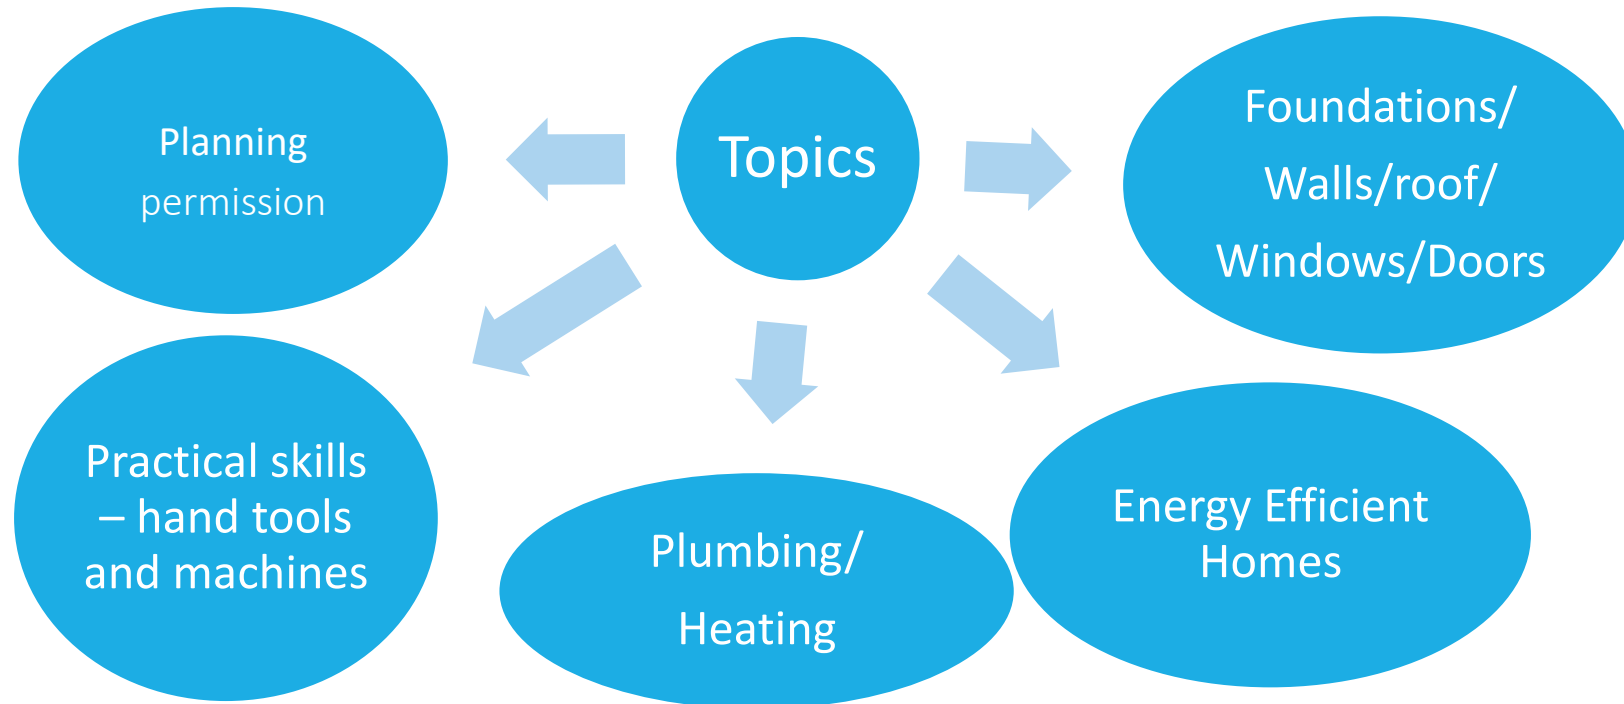 Topics
Planning
permission
Foundations/
Walls/roof/
Windows/Doors
Practical skills
– hand tools
and machines
Plumbing/
Heating
Energy Efficient
Homes